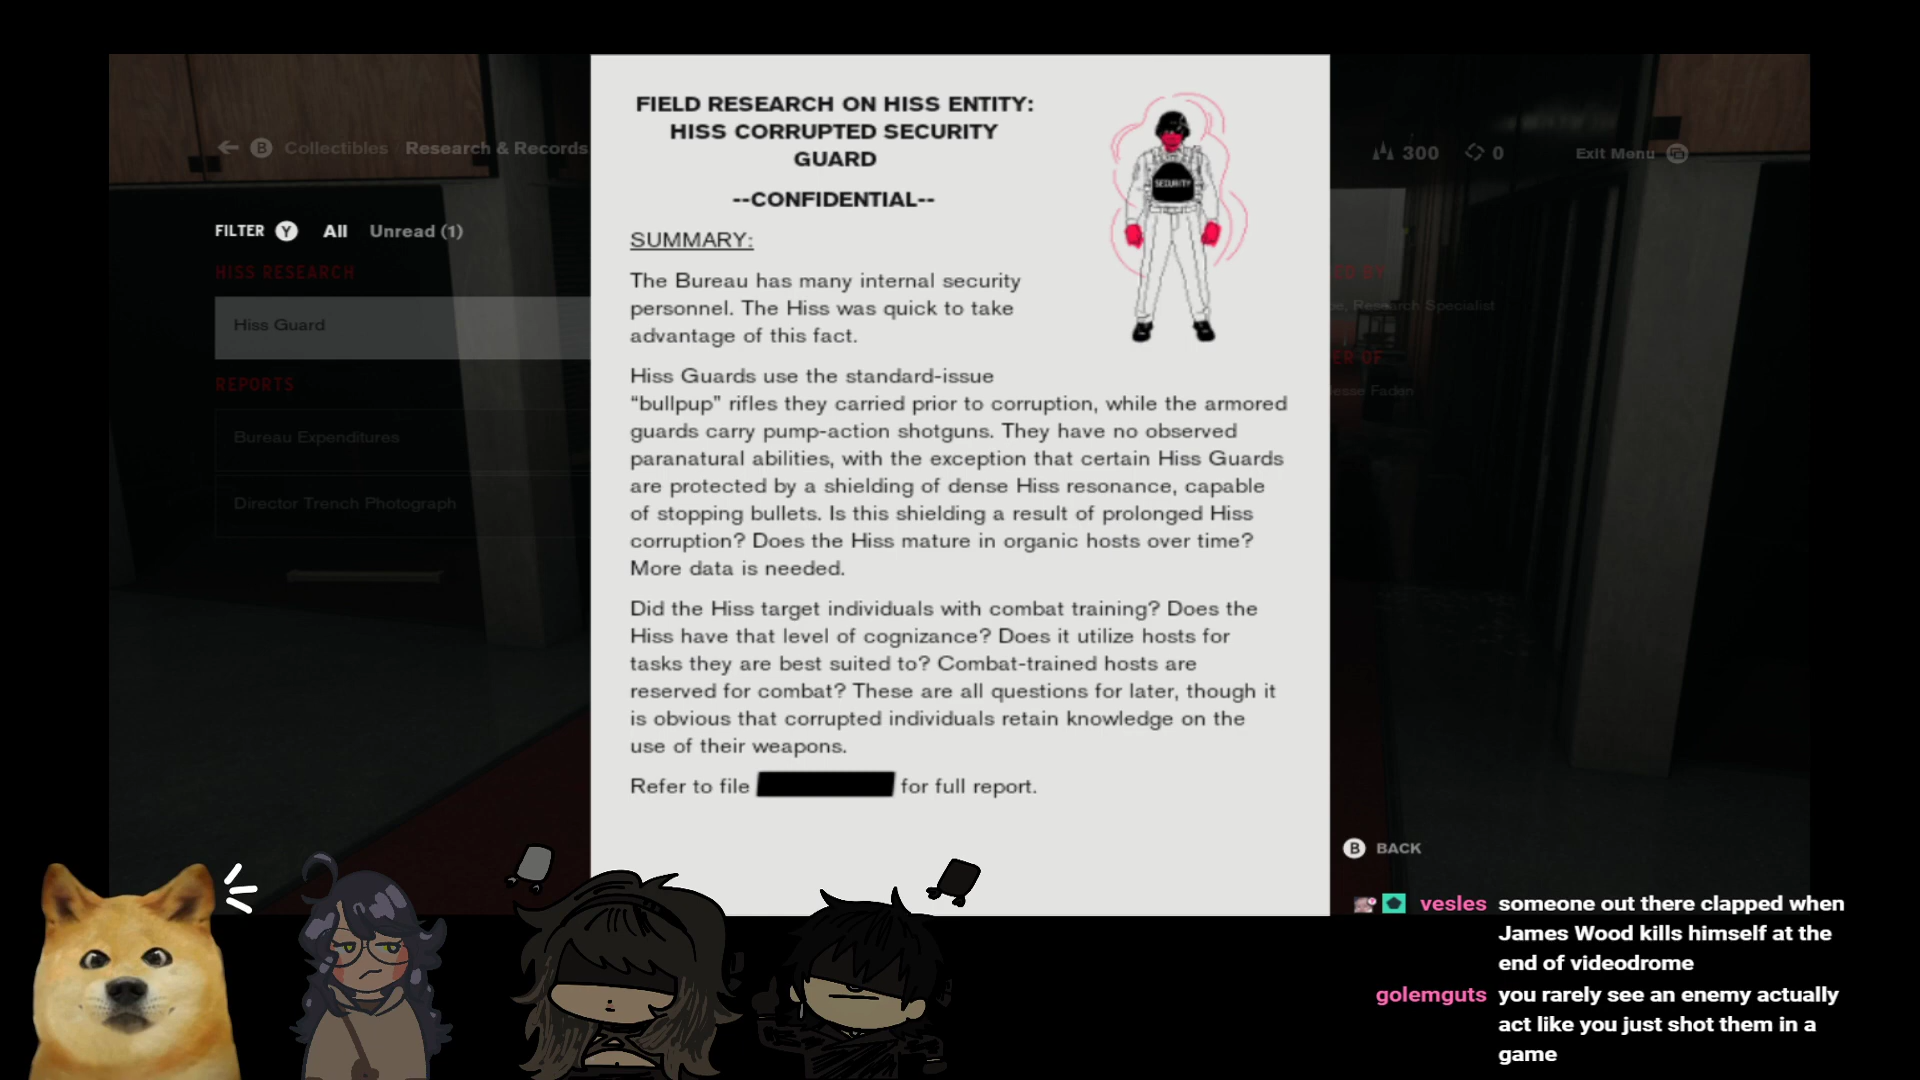 FIELD RESEARCH ON HISS ENTITY:
HISS CORRUPTED SECURITY
GUARD
--CONFIDENTIAL--
SUMMARY:
The Bureau has many internal security
personnel. The Hiss was quick to take
advantage of this fact.
Hiss Guards use the standard-issue
“bullpup” rifles they carried prior to corruption, while the armored
guards carry pump-action shotguns. They have no observed
paranatural abilities, with the exception that certain Hiss Guards
are protected by a shielding of dense Hiss resonance, capable
of stopping bullets. Is this shielding a result of prolonged Hiss
corruption? Does the Hiss mature in organic hosts over time?
More data is needed.
Did the Hiss target individuals with combat training? Does the
Hiss have that level of cognizance? Does it utilize hosts for
tasks they are best suited to? Combat-trained hosts are
reserved for combat? These are all questions for later, though it
is obvious that corrupted individuals retain knowledge on the
use of their weapons.
Refer to file for full report.
SECURITY
B Collectibles / Research & Records
FILTER Y All Unread (1)
HISS RESEARCH
Hiss Guard
REPORTS
Bureau Expenditures
Director Trench Photograph
300 0 Exit Menu
BY
Research Specialist
OF
Jesse Faden
B BACK
vesles someone out there clapped when
James Wood kills himself at the
end of videodrome
golemguts you rarely see an enemy actually
act like you just shot them in a
game